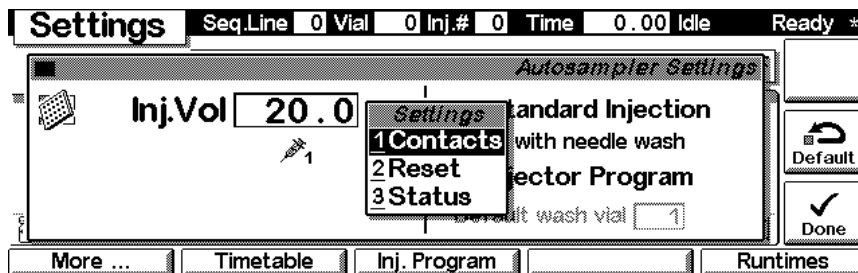 Settings Seq.Line 0 Vial 0 Inj.# 0 Time 0.00 Idle Ready *
Autosampler Settings
Inj.Vol 20.0
1
Settings
1 Contacts
2 Reset
3 Status
tandard Injection
with needle wash
jector Program
ult wash vial 1
Default
Done
More ... Timetable Inj. Program Runtimes